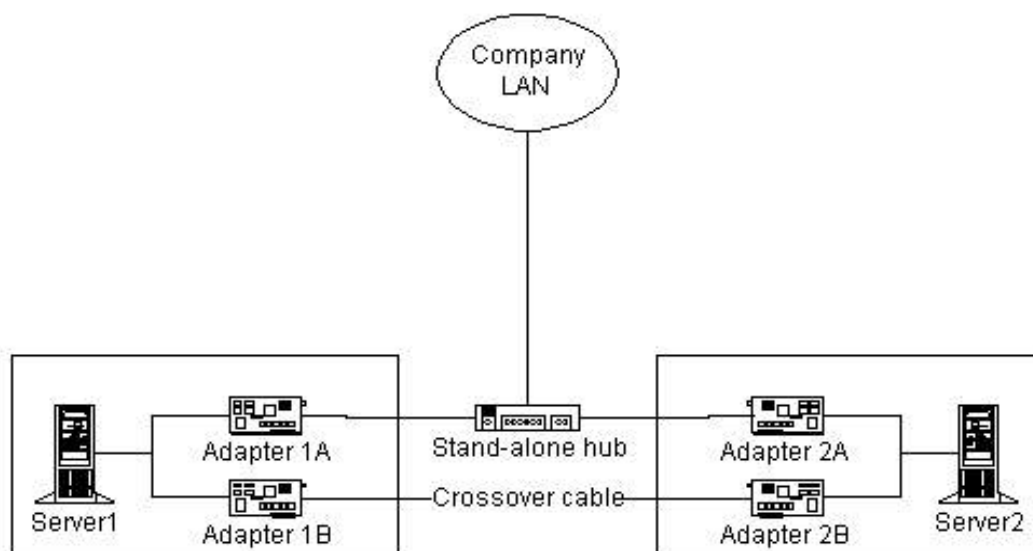 Company
LAN
Adapter 1A
Stand-alone hub
Adapter 2A
Crossover cable
Server1
Adapter 1B
Adapter 2B
Server2